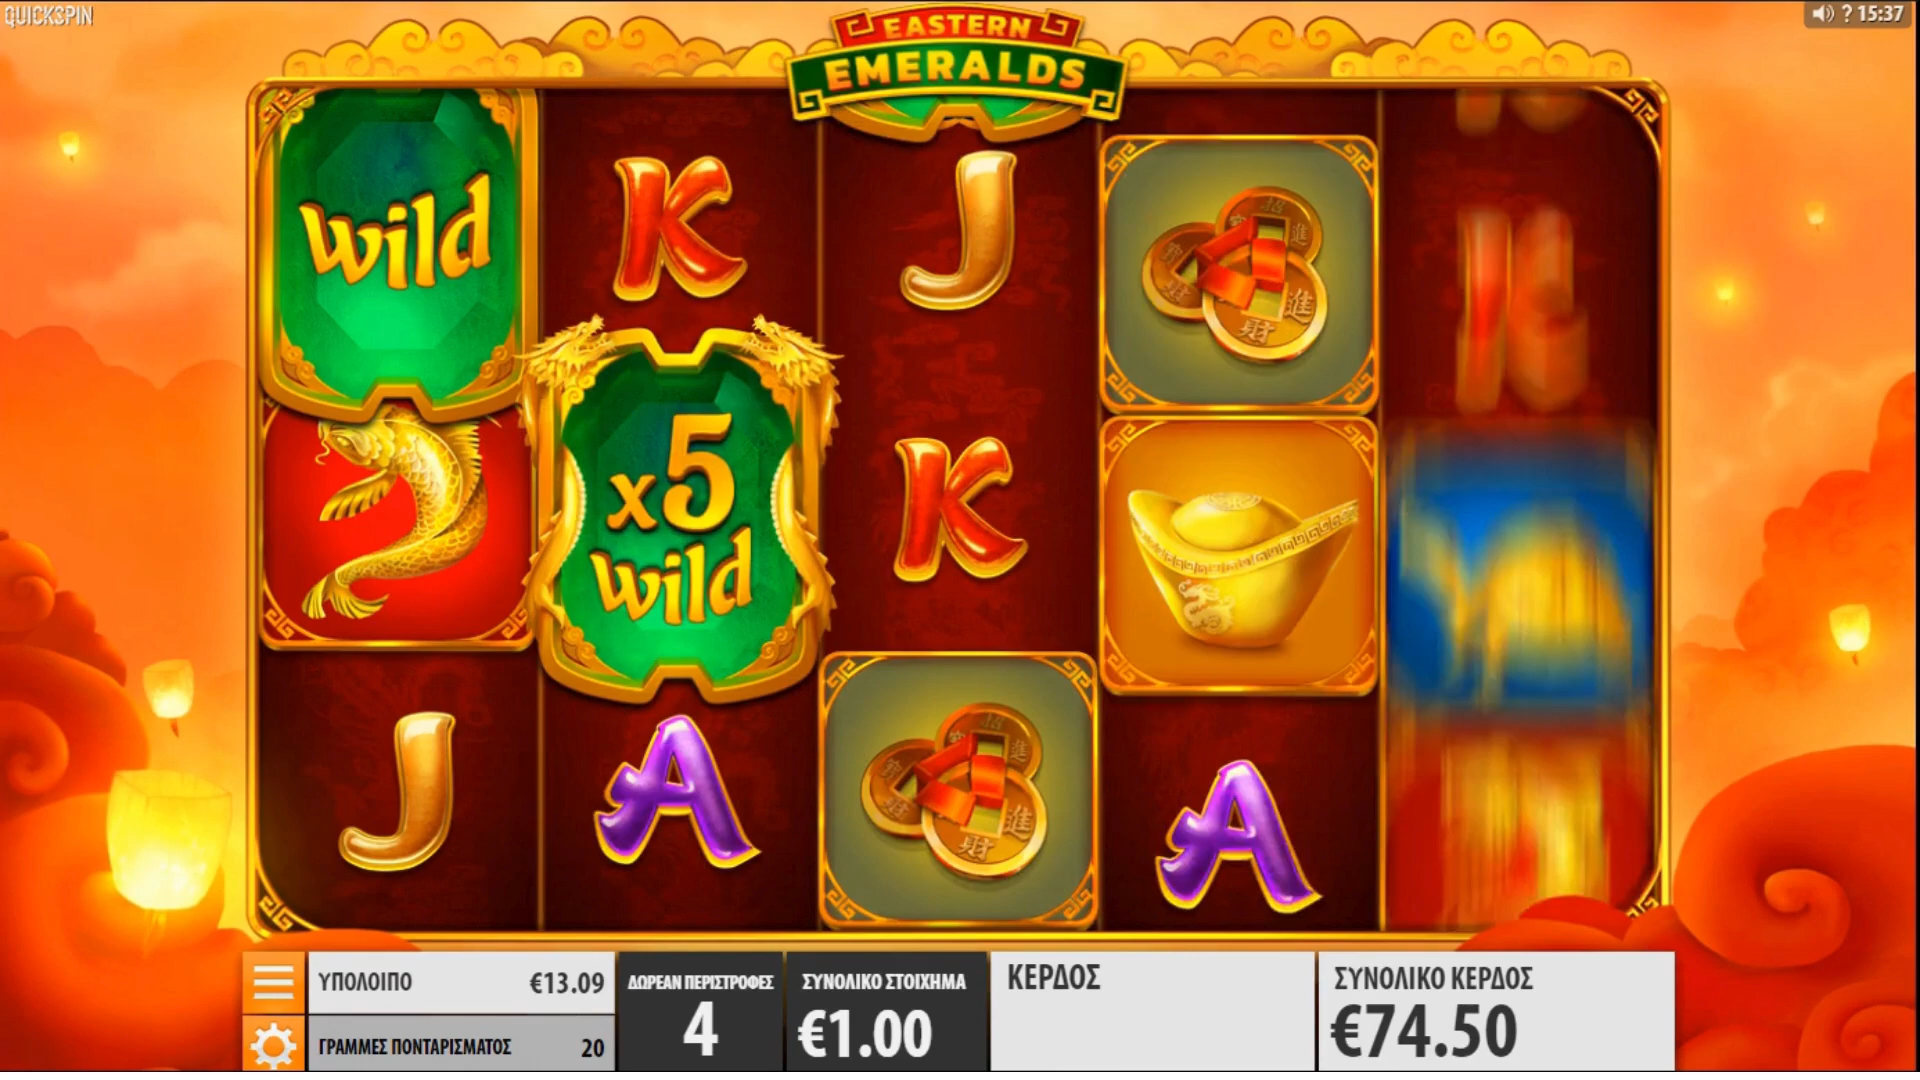 QUICKSPIN
? 15:37
EASTERN
EMERALDS
wild
K
J
K
x5
wild
K
J
A
A
ΥΠΟΛΟΙΠΟ €13.09
ΓΡΑΜΜΕΣ ΠΟΝΤΑΡΙΣΜΑΤΟΣ 20
ΔΩΡΕΑΝ ΠΕΡΙΣΤΡΟΦΕΣ
4
ΣΥΝΟΛΙΚΟ ΣΤΟΙΧΗΜΑ
€1.00
ΚΕΡΔΟΣ
ΣΥΝΟΛΙΚΟ ΚΕΡΔΟΣ
€74.50